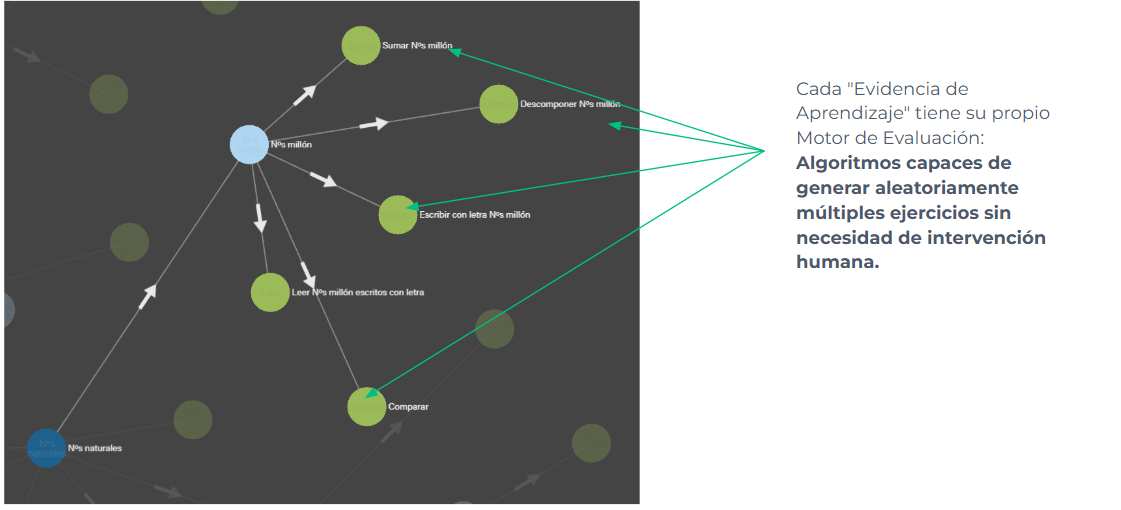 Sumar Nºs millón
Descomponer Nºs millón
Nºs millón
Escribir con letra Nºs millón
Leer Nºs millón escritos con letra
Comparar
Nºs
naturales
Nºs naturales
Cada "Evidencia de
Aprendizaje" tiene su propio
Motor de Evaluación:
Algoritmos capaces de
generar aleatoriamente
múltiples ejercicios sin
necesidad de intervención
humana.